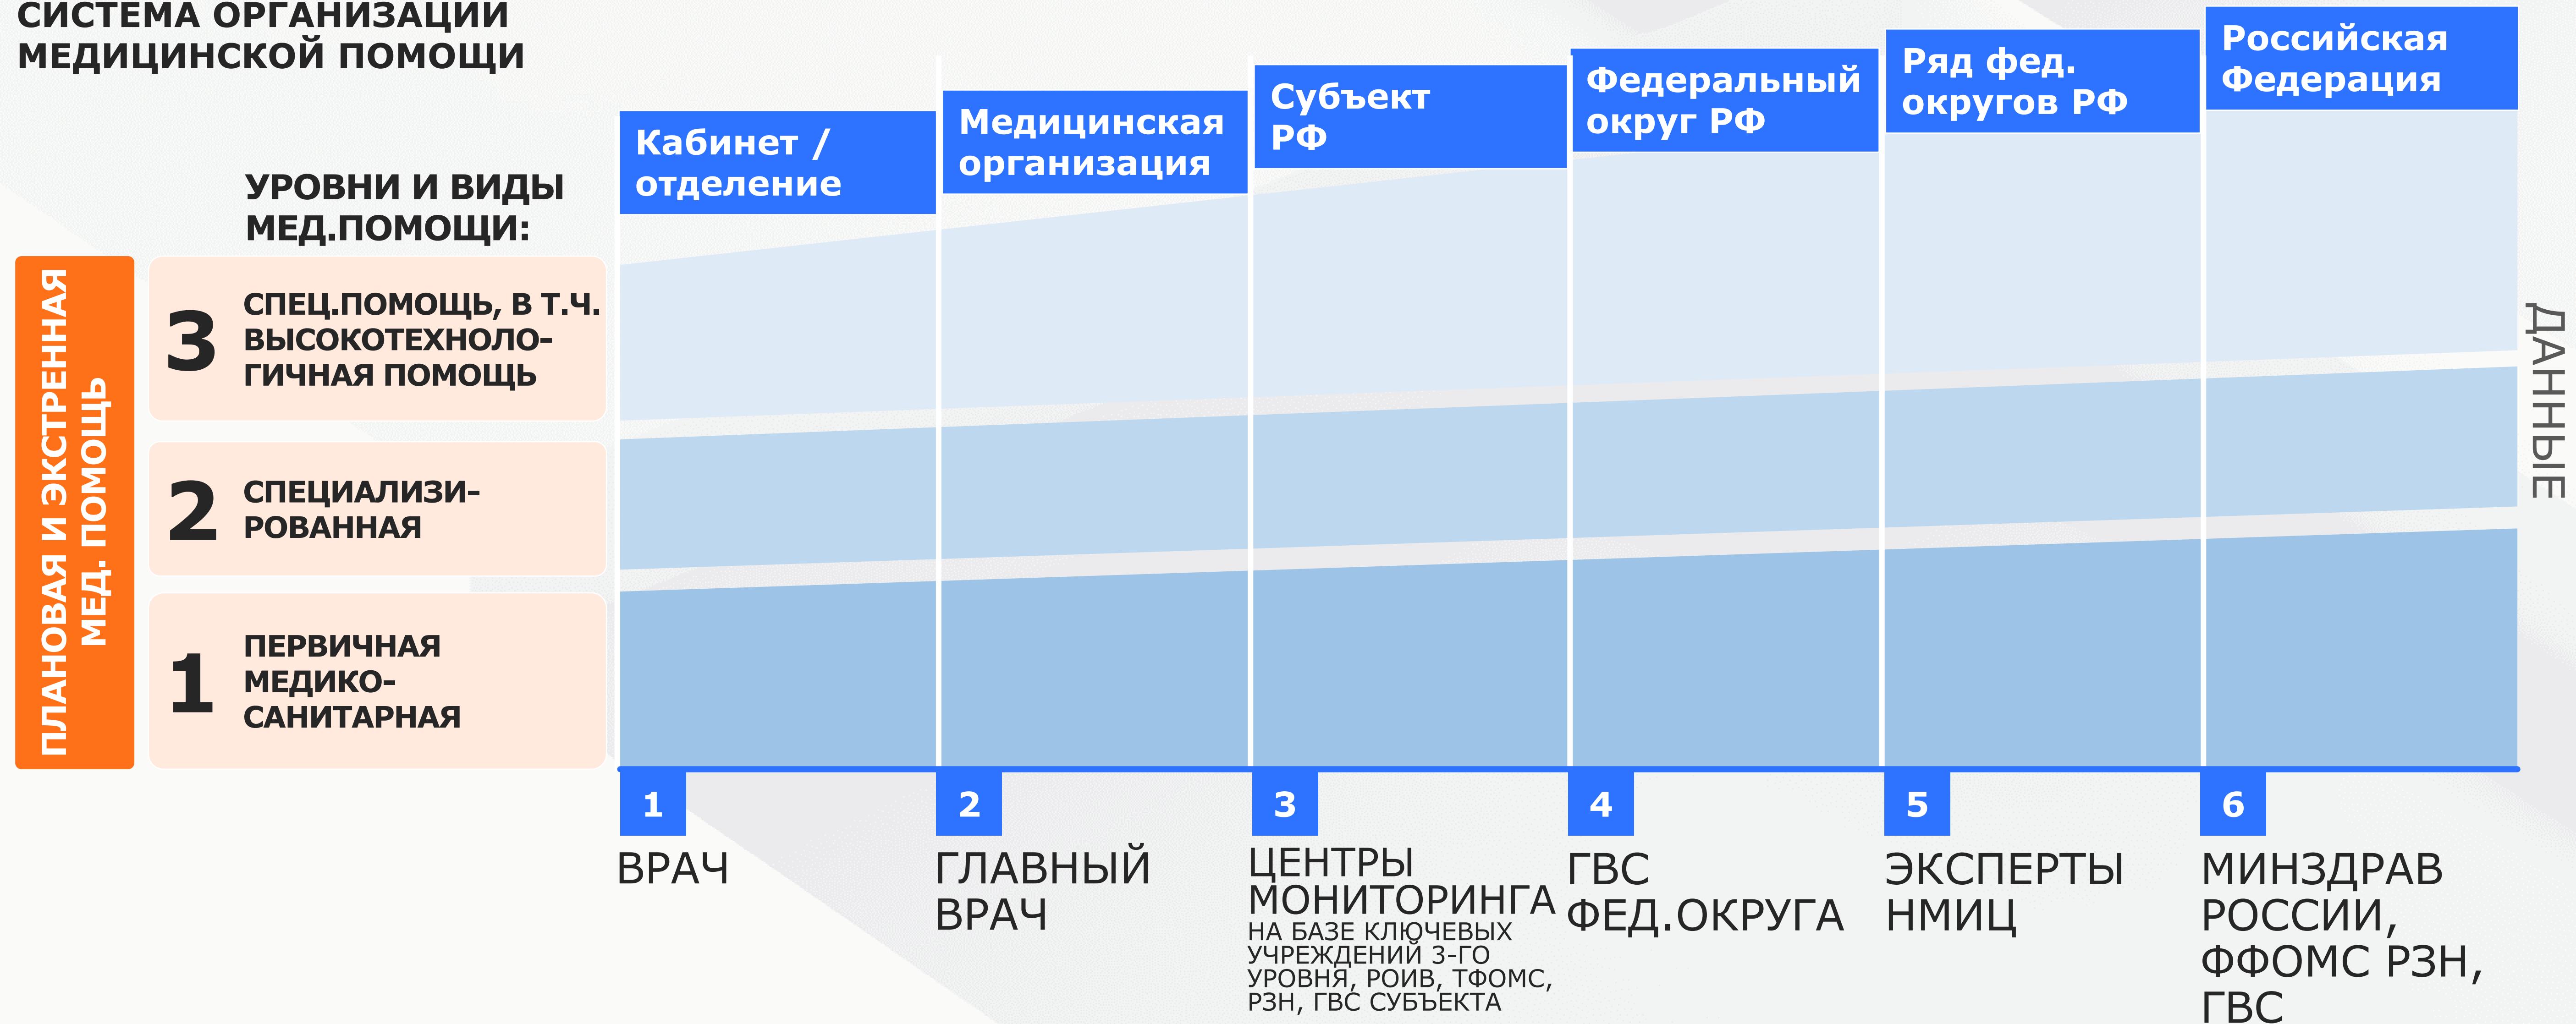 СИСТЕМА ОРГАНИЗАЦИИ
МЕДИЦИНСКОЙ ПОМОЩИ
Кабинет /
отделение
Медицинская
организация
Субъект
РФ
Федеральный
округ РФ
Ряд фед.
округов РФ
Российская
Федерация
УРОВНИ И ВИДЫ
МЕД.ПОМОЩИ:
ПЛАНОВАЯ И ЭКСТРЕННАЯ
МЕД. ПОМОЩЬ
3
СПЕЦ.ПОМОЩЬ, В Т.Ч.
ВЫСОКОТЕХНОЛО-
ГИЧНАЯ ПОМОЩЬ
2
СПЕЦИАЛИЗИ-
РОВАННАЯ
1
ПЕРВИЧНАЯ
МЕДИКО-
САНИТАРНАЯ
ДАННЫЕ
1
ВРАЧ
2
ГЛАВНЫЙ
ВРАЧ
3
ЦЕНТРЫ
МОНИТОРИНГА
НА БАЗЕ КЛЮЧЕВЫХ
УЧРЕЖДЕНИЙ 3-ГО
УРОВНЯ, РОИВ, ТФОМС,
РЗН, ГВС СУБЪЕКТА
4
ГВС
ФЕД.ОКРУГА
5
ЭКСПЕРТЫ
НМИЦ
6
МИНЗДРАВ
РОССИИ,
ФФОМС РЗН,
ГВС